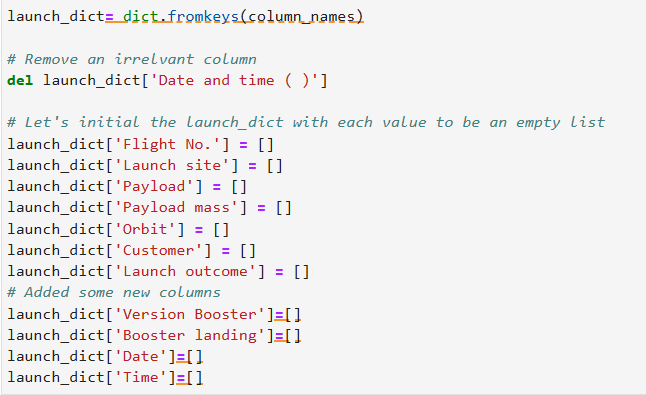 launch_dict= dict.fromkeys(column_names)
# Remove an irrelvant column
del launch_dict['Date and time ( )']
# Let's initial the launch_dict with each value to be an empty list
launch_dict['Flight No.'] = []
launch_dict['Launch site'] = []
launch_dict['Payload'] = []
launch_dict['Payload mass'] = []
launch_dict['Orbit'] = []
launch_dict['Customer'] = []
launch_dict['Launch outcome'] = []
# Added some new columns
launch_dict['Version Booster']=[]
launch_dict['Booster landing']=[]
launch_dict['Date']=[]
launch_dict['Time']=[]